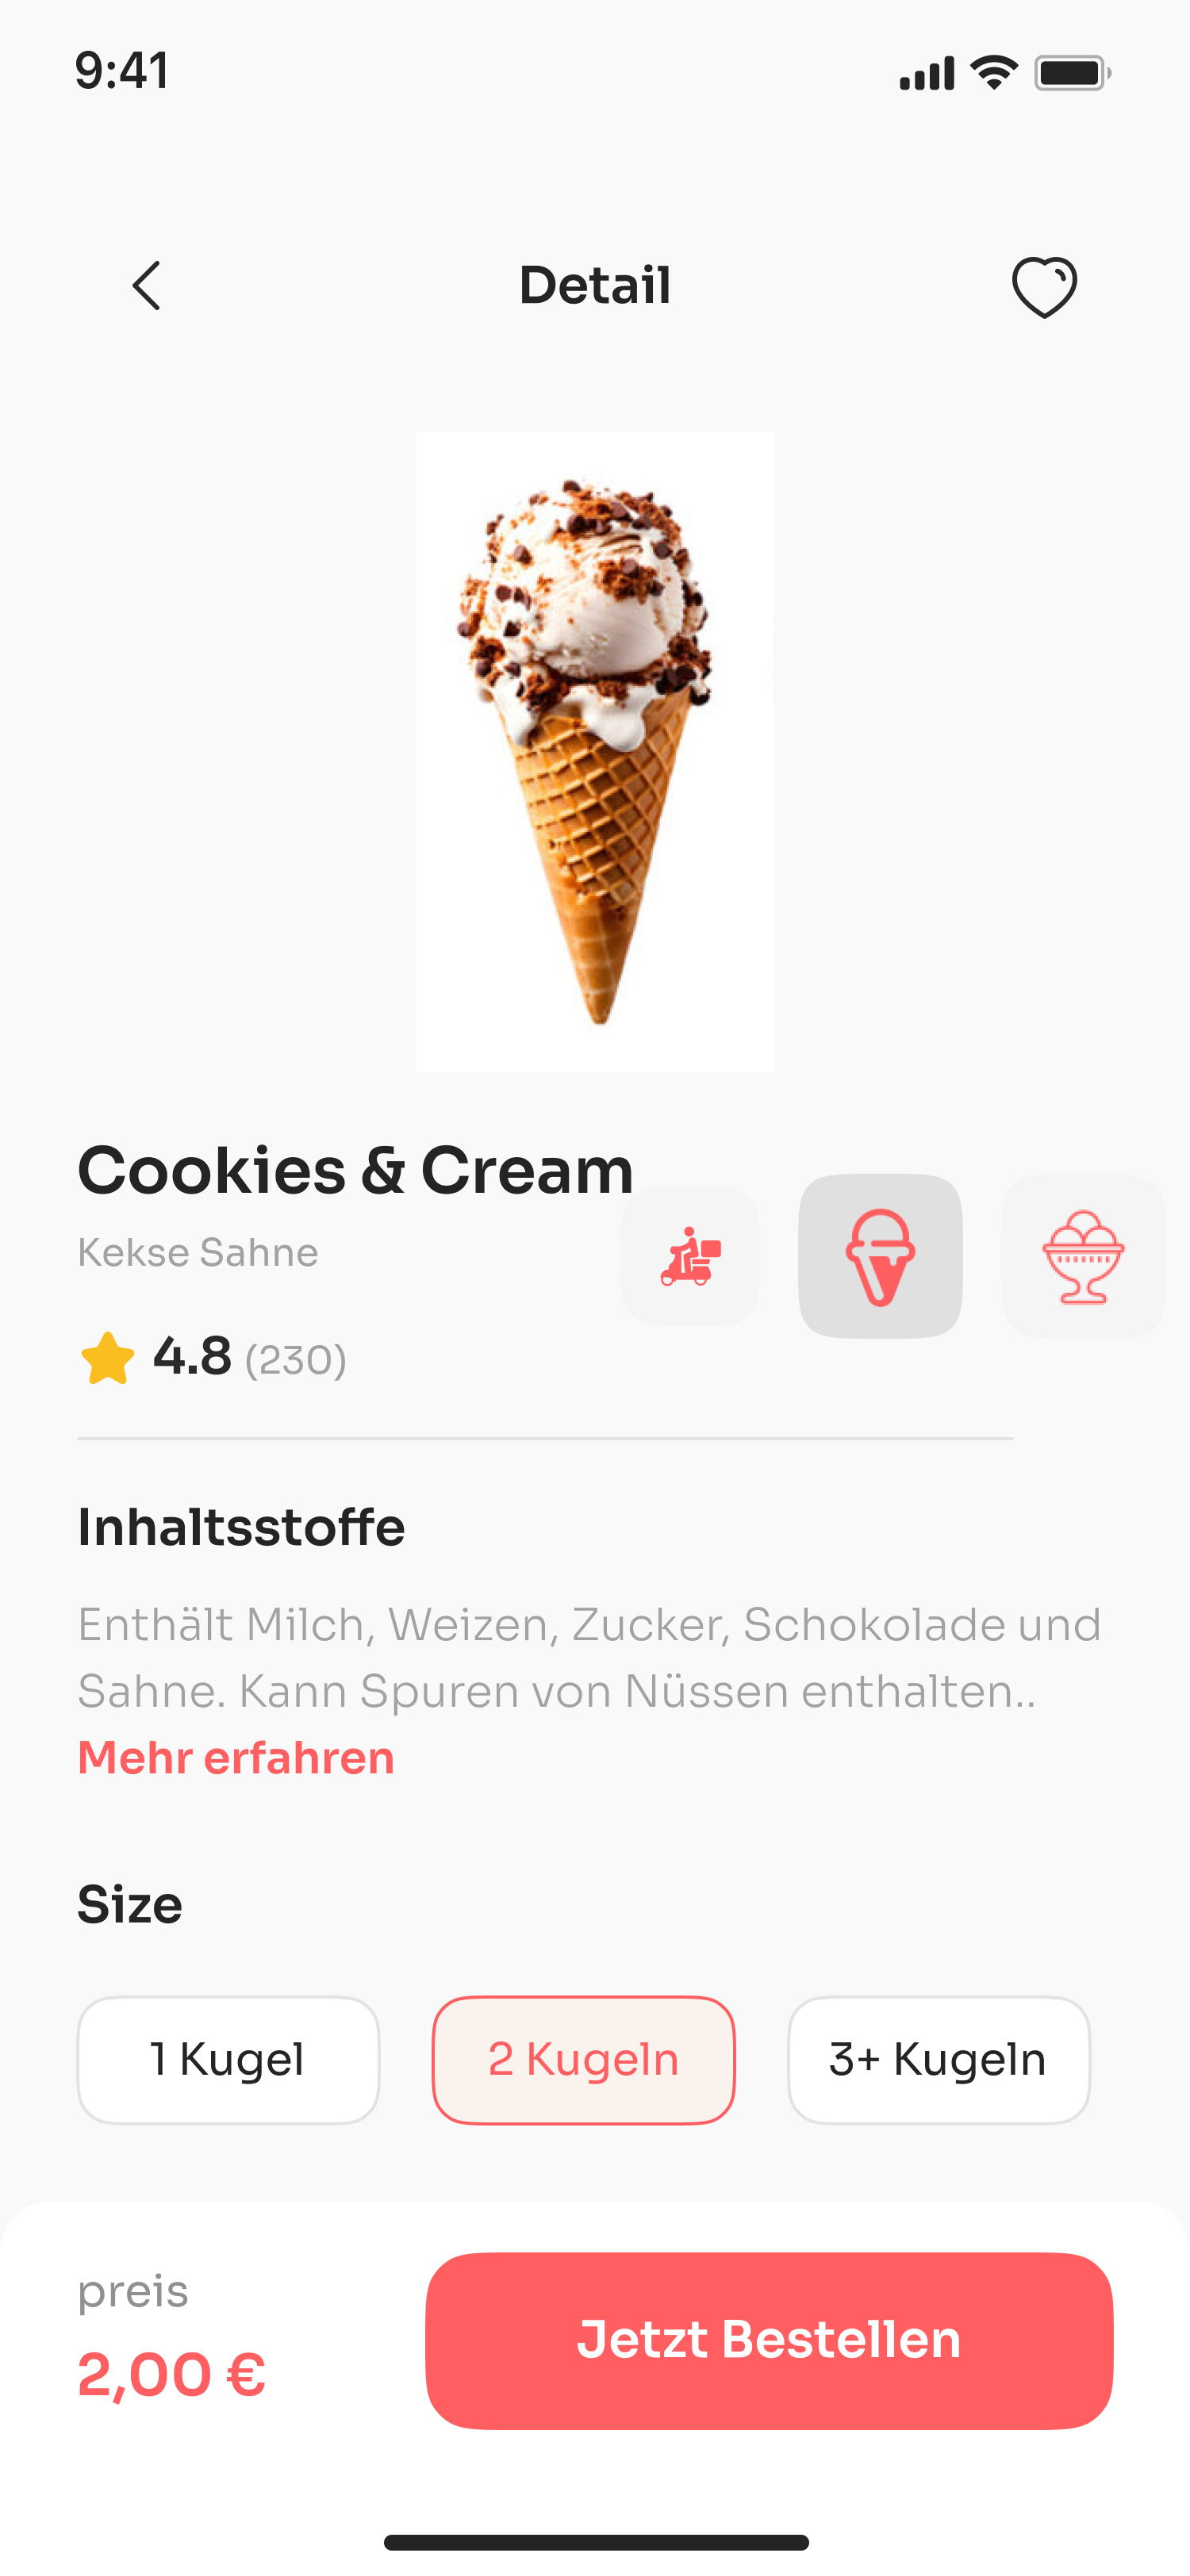 9:41
Detail
Cookies & Cream
Kekse Sahne
4.8 (230)
Inhaltsstoffe
Enthält Milch, Weizen, Zucker, Schokolade und
Sahne. Kann Spuren von Nüssen enthalten..
Mehr erfahren
Size
1 Kugel
2 Kugeln
3+ Kugeln
preis
2,00 €
Jetzt Bestellen